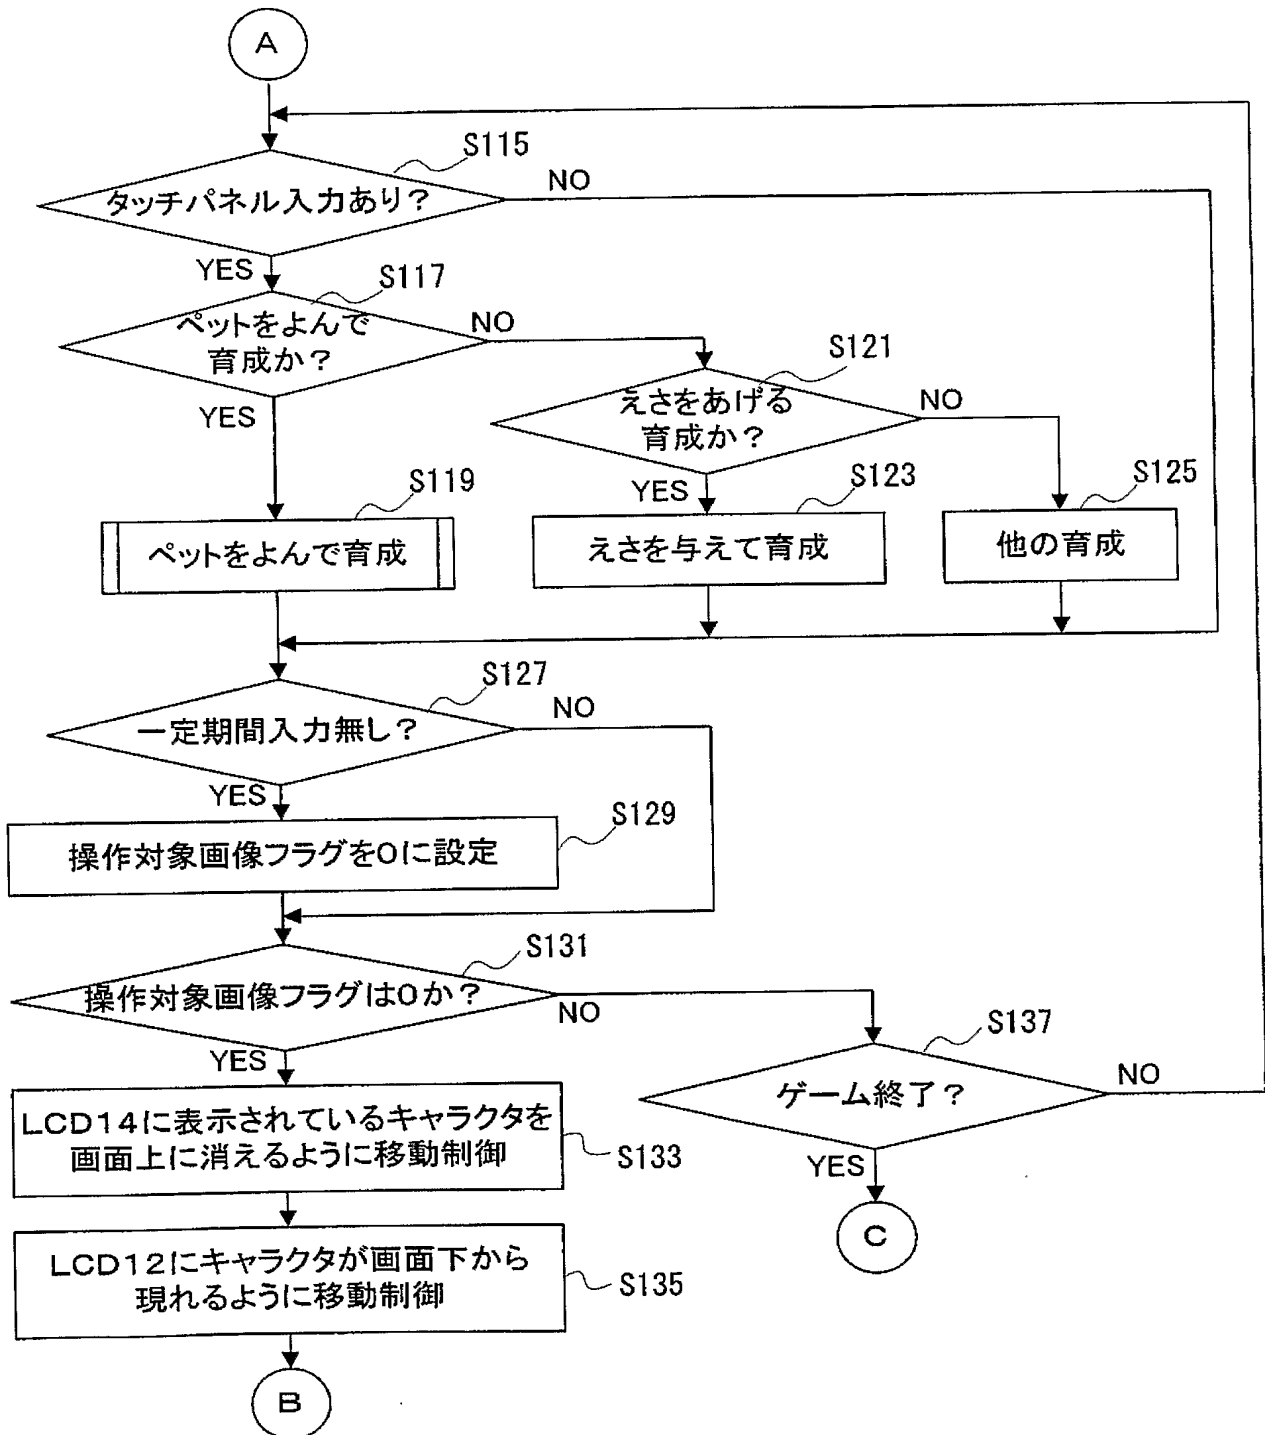 A
S115
タッチパネル入力あり？
NO
YES
S117
ペットをよんで
育成か？
NO
YES
S121
えさをあげる
育成か？
NO
YES
S119
ペットをよんで育成
S123
えさを与えて育成
S125
他の育成
S127
一定期間入力無し？
NO
YES
S129
操作対象画像フラグを0に設定
S131
操作対象画像フラグは0か？
NO
YES
S137
ゲーム終了？
NO
YES
C
LCD14に表示されているキャラクタを
画面上に消えるように移動制御
S133
LCD12にキャラクタが画面下から
現れるように移動制御
S135
B